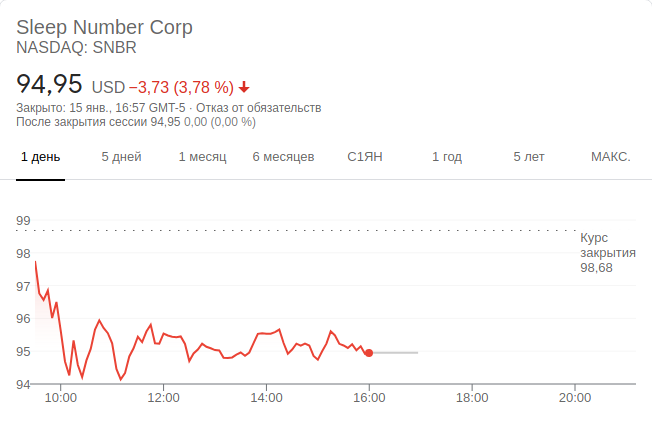 Sleep Number Corp
NASDAQ: SNBR
94,95 USD −3,73 (3,78 %)
Закрыто: 15 янв., 16:57 GMT-5 · Отказ от обязательств
После закрытия сессии 94,95 0,00 (0,00 %)
1 день 5 дней 1 месяц 6 месяцев С1ЯН 1 год 5 лет МАКС.
99
Курс
закрытия
98,68
98
97
96
95
94
10:00 12:00 14:00 16:00 18:00 20:00